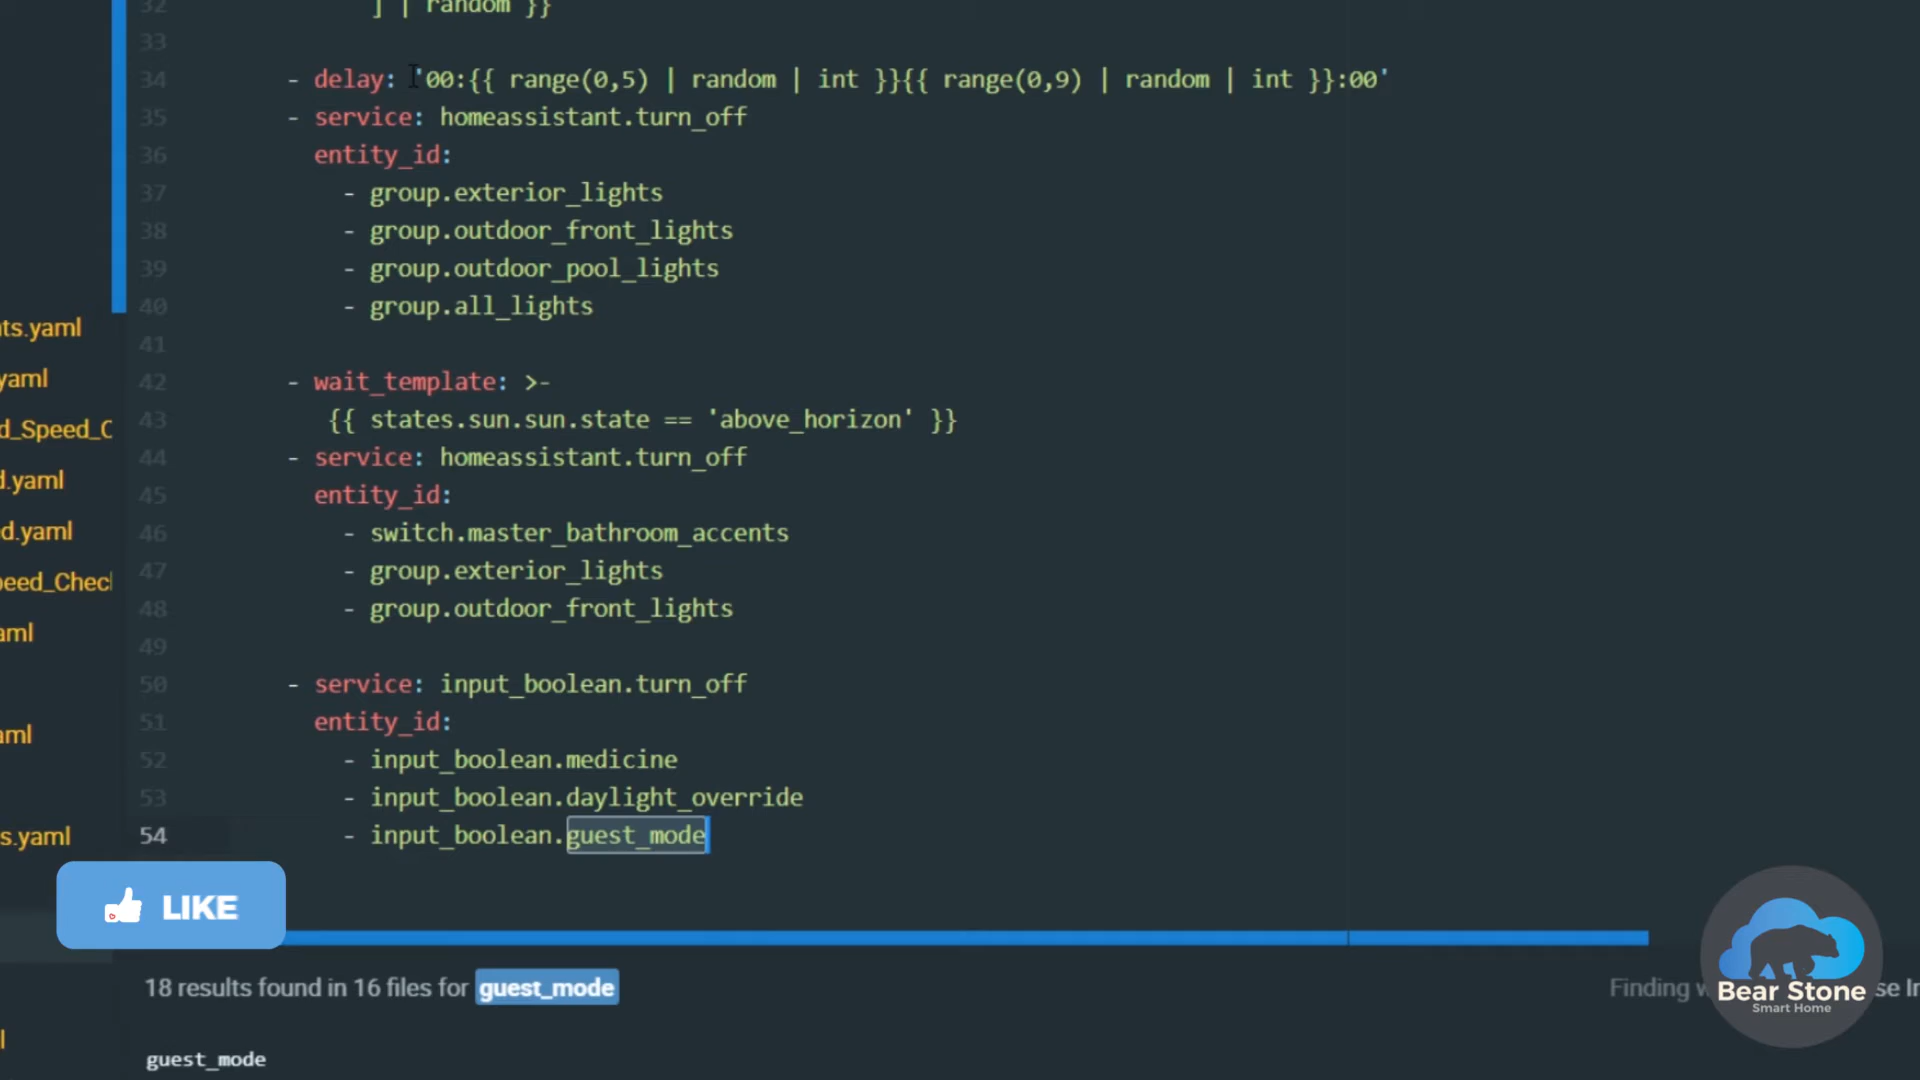 32 ] | random }}
33
34 - delay: '00:{{ range(0,5) | random | int }}{{ range(0,9) | random | int }}:00'
35 - service: homeassistant.turn_off
36 entity_id:
37 - group.exterior_lights
38 - group.outdoor_front_lights
39 - group.outdoor_pool_lights
40 - group.all_lights
ts.yaml
41
yaml
42 - wait_template: >-
43 {{ states.sun.sun.state == 'above_horizon' }}
d_Speed_C
44 - service: homeassistant.turn_off
d.yaml
45 entity_id:
46 - switch.master_bathroom_accents
d.yaml
47 - group.exterior_lights
peed_Chec
48 - group.outdoor_front_lights
aml
49
50 - service: input_boolean.turn_off
51 entity_id:
aml
52 - input_boolean.medicine
53 - input_boolean.daylight_override
54 - input_boolean.guest_mode
s.yaml
LIKE
18 results found in 16 files for guest_mode
Finding
Bear Stone
Smart Home
guest_mode